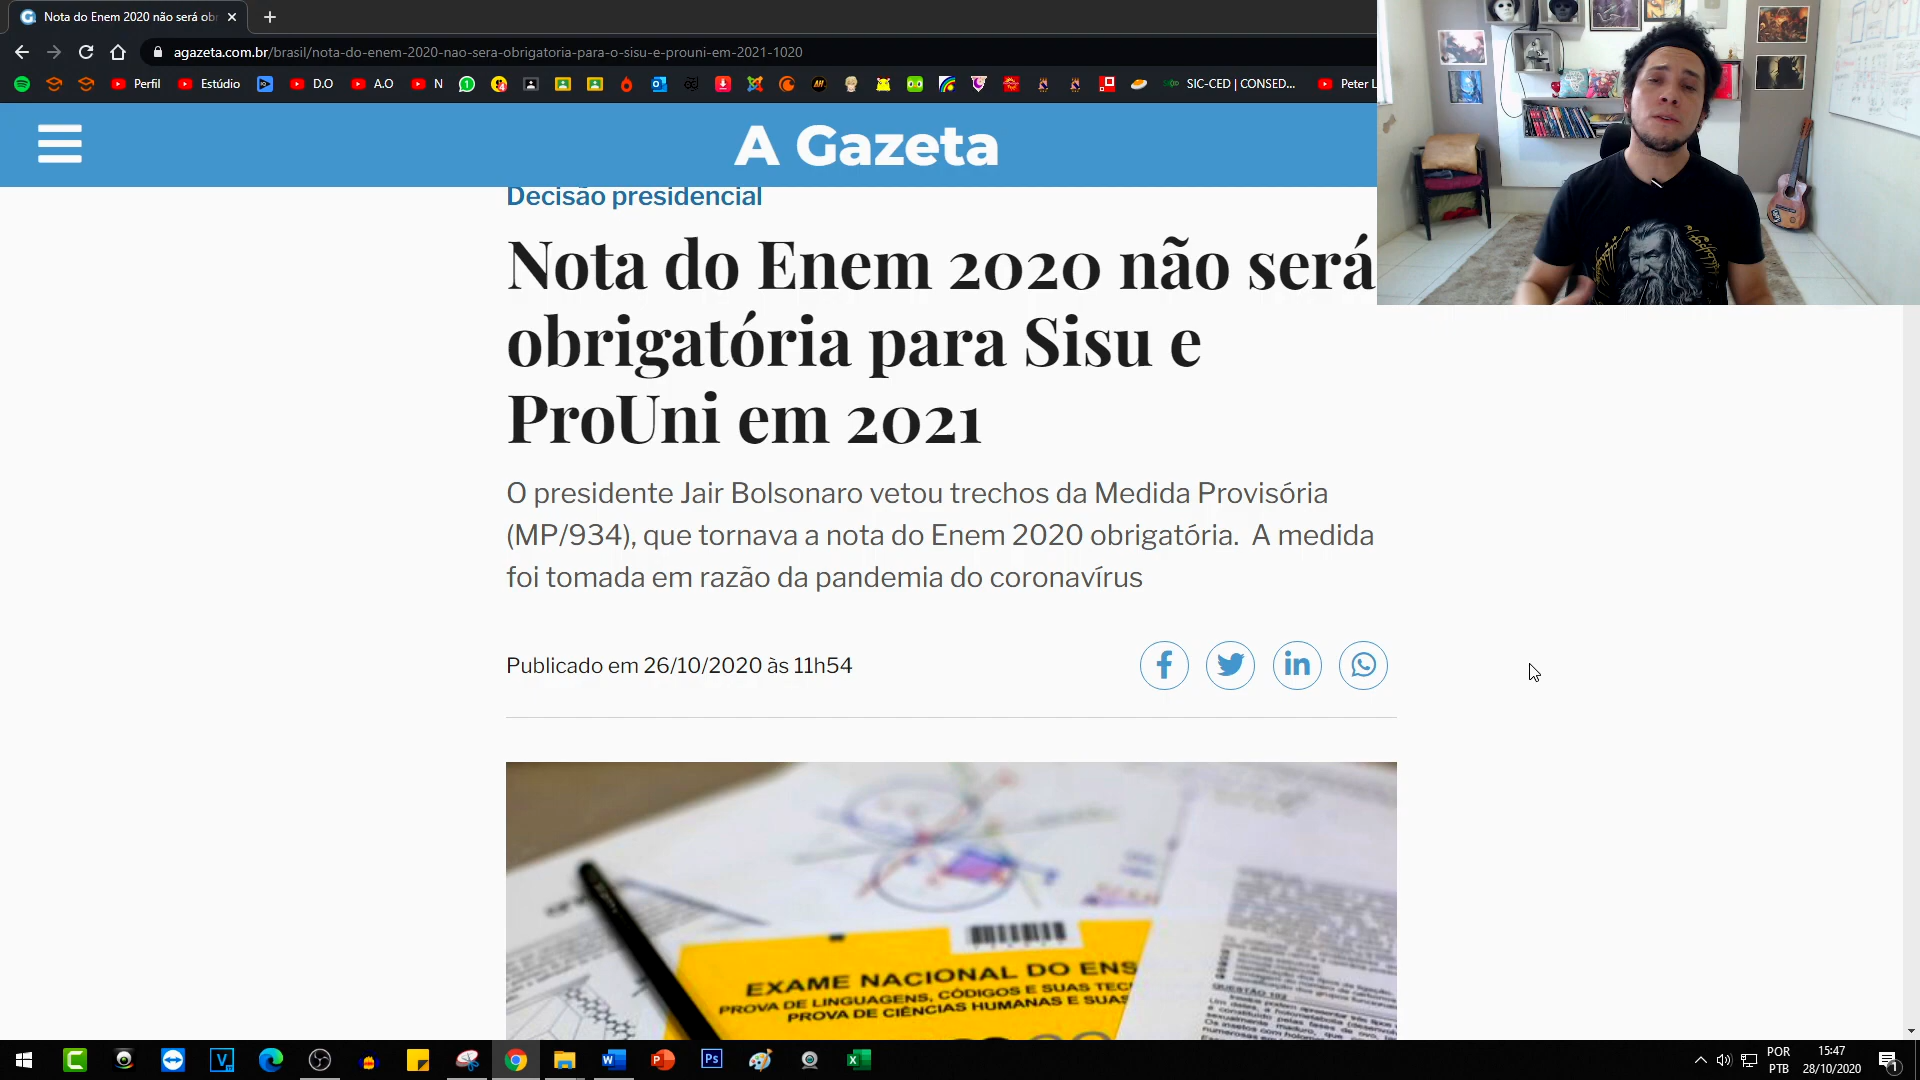 Nota do Enem 2020 não será obr
agazeta.com.br/brasil/nota-do-enem-2020-nao-sera-obrigatoria-para-o-sisu-e-prouni-em-2021-1020
Perfil
Estúdio
D.O
A.O
N
SIC-CED | CONSED...
Peter L
A Gazeta
Decisão presidencial
Nota do Enem 2020 não será
obrigatória para Sisu e
ProUni em 2021
O presidente Jair Bolsonaro vetou trechos da Medida Provisória
(MP/934), que tornava a nota do Enem 2020 obrigatória. A medida
foi tomada em razão da pandemia do coronavírus
Publicado em 26/10/2020 às 11h54
EXAME NACIONAL DO ENS
PROVA DE LINGUAGENS, CÓDIGOS E SUAS TEC
PROVA DE CIÊNCIAS HUMANAS E SUAS
POR
PTB
15:47
28/10/2020
1